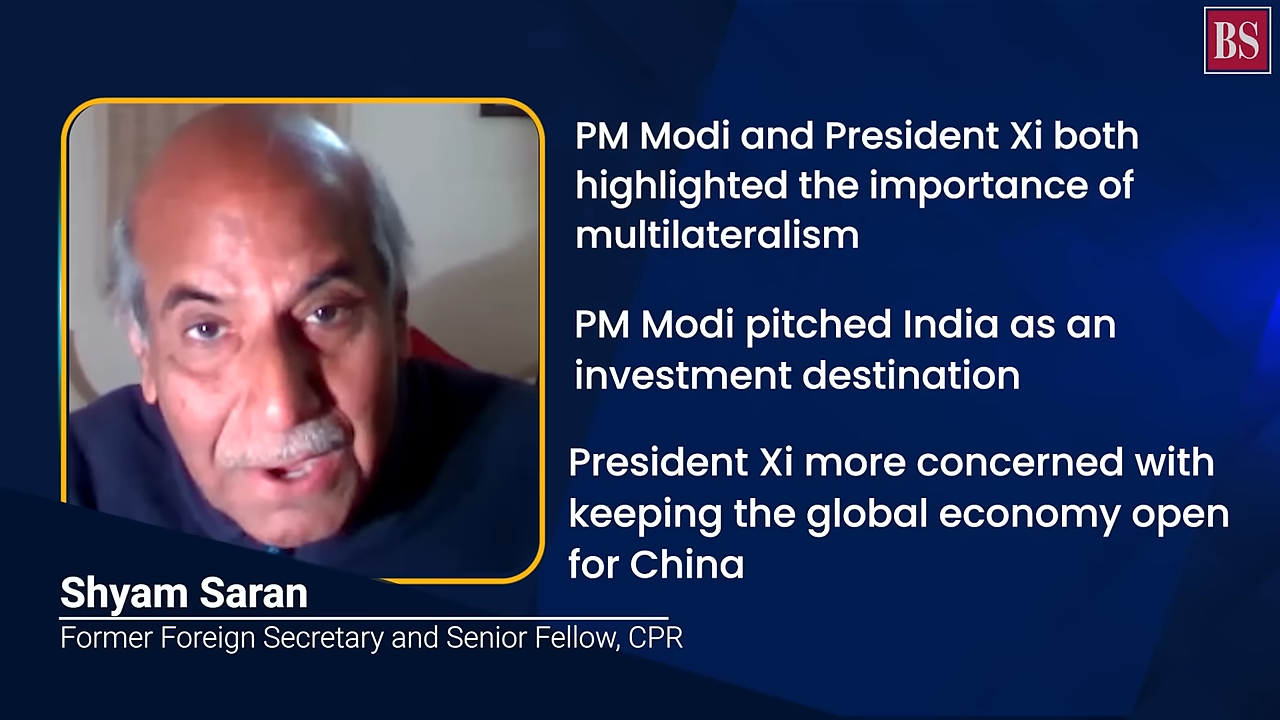 BS
PM Modi and President Xi both
highlighted the importance of
multilateralism
PM Modi pitched India as an
investment destination
President Xi more concerned with
keeping the global economy open
for China
Shyam Saran
Former Foreign Secretary and Senior Fellow, CPR